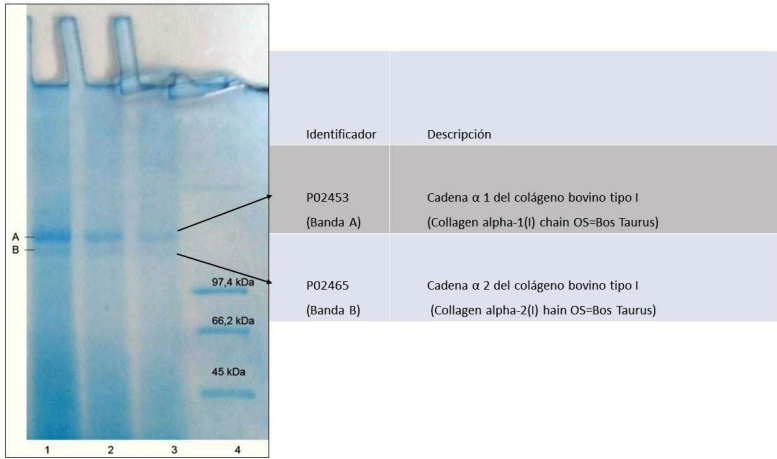 Identificador Descripción
P02453 Cadena α 1 del colágeno bovino tipo I
(Banda A) (Collagen alpha-1(I) chain OS=Bos Taurus)
A
B
P02465 Cadena α 2 del colágeno bovino tipo I
(Banda B) (Collagen alpha-2(I) hain OS=Bos Taurus)
97,4 kDa
66,2 kDa
45 kDa
1 2 3 4